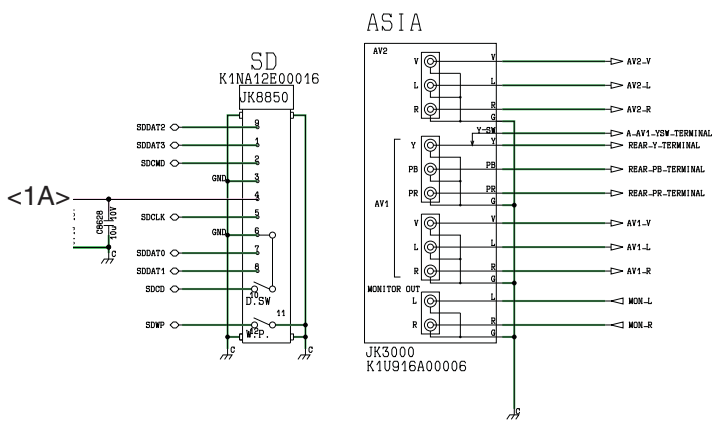 ASIA
SD
K1NA12E00016
JK8850
SDDAT2 9
SDDAT3 1
SDCMD 2
GND 3
<1A> 4
C8628
10U 10V
C
SDCLK 5
GND 6
SDDAT0 7
SDDAT1 8
SDCD 10
D.SW
11
SDWP 12
W.P.
C
C
AV2
V V AV2-V
L L AV2-L
R R AV2-R
G
Y-SW A-AV1-YSW-TERMINAL
Y Y REAR-Y-TERMINAL
PB PB REAR-PB-TERMINAL
PR PR REAR-PR-TERMINAL
AV1
G
V V AV1-V
L L AV1-L
R R AV1-R
G
MONITOR OUT
L L MON-L
R R MON-R
G
JK3000
K1U916A00006
C